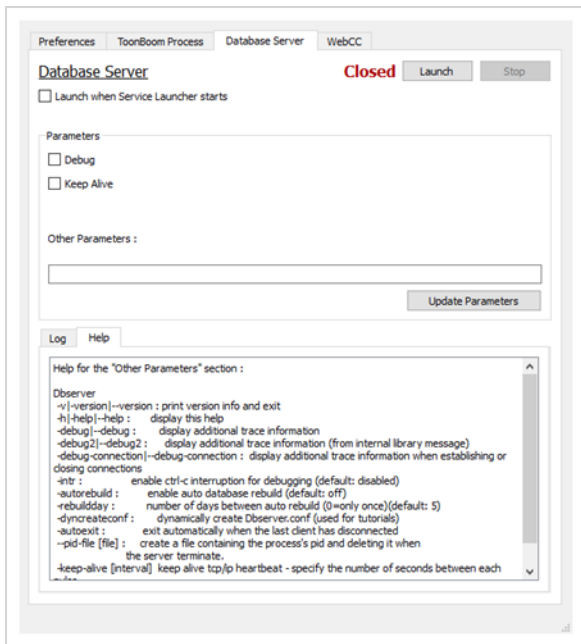 Preferences ToonBoom Process Database Server WebCC
Database Server Closed Launch Stop
Launch when Service Launcher starts
Parameters
Debug
Keep Alive
Other Parameters :
Update Parameters
Log Help
Help for the "Other Parameters" section :
Dbserver
-v|-version|--version : print version info and exit
-h|-help|--help : display this help
-debug|--debug : display additional trace information
-debug2|--debug2 : display additional trace information (from internal library message)
-debug-connection|--debug-connection : display additional trace information when establishing or
closing connections
-intr : enable ctrl-c interruption for debugging (default: disabled)
-autorebuild : enable auto database rebuild (default: off)
-rebuildday : number of days between auto rebuild (0=only once)(default: 5)
-dyncreateconf : dynamically create Dbserver.conf (used for tutorials)
-autoexit : exit automatically when the last client has disconnected
--pid-file [file] : create a file containing the process's pid and deleting it when
the server terminate.
-keep-alive [interval] keep alive tcp/ip heartbeat - specify the number of seconds between each